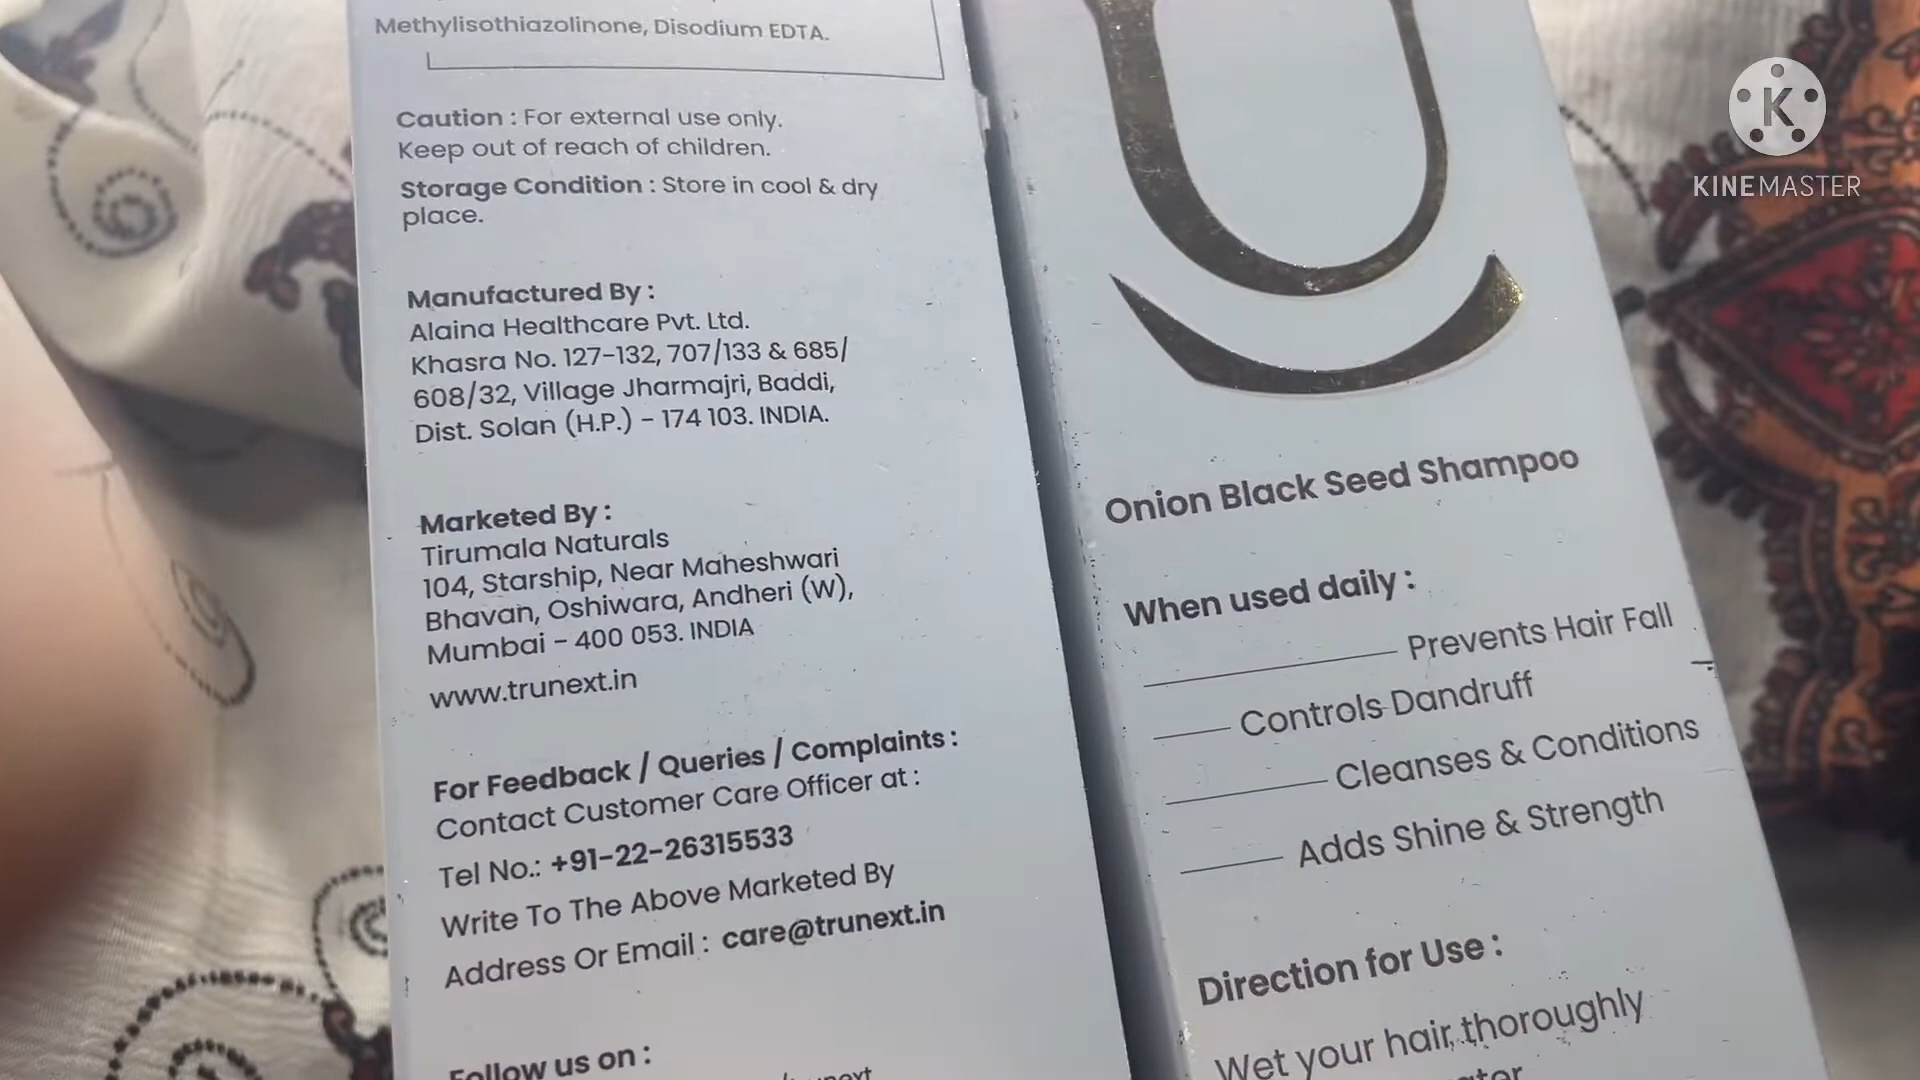 Methylisothiazolinone, Disodium EDTA.
Caution : For external use only.
Keep out of reach of children.
Storage Condition : Store in cool & dry
place.
Manufactured By :
Alaina Healthcare Pvt. Ltd.
Khasra No. 127-132, 707/133 & 685/
608/32, Village Jharmajri, Baddi,
Dist. Solan (H.P.) - 174 103. INDIA.
Marketed By :
Tirumala Naturals
104, Starship, Near Maheshwari
Bhavan, Oshiwara, Andheri (W),
Mumbai - 400 053. INDIA
www.trunext.in
For Feedback / Queries / Complaints :
Contact Customer Care Officer at :
Tel No.: +91-22-26315533
Write To The Above Marketed By
Address Or Email : care@trunext.in
Follow us on :
Onion Black Seed Shampoo
When used daily :
Prevents Hair Fall
Controls Dandruff
Cleanses & Conditions
Adds Shine & Strength
Direction for Use :
Wet your hair thoroughly
K
KINEMASTER